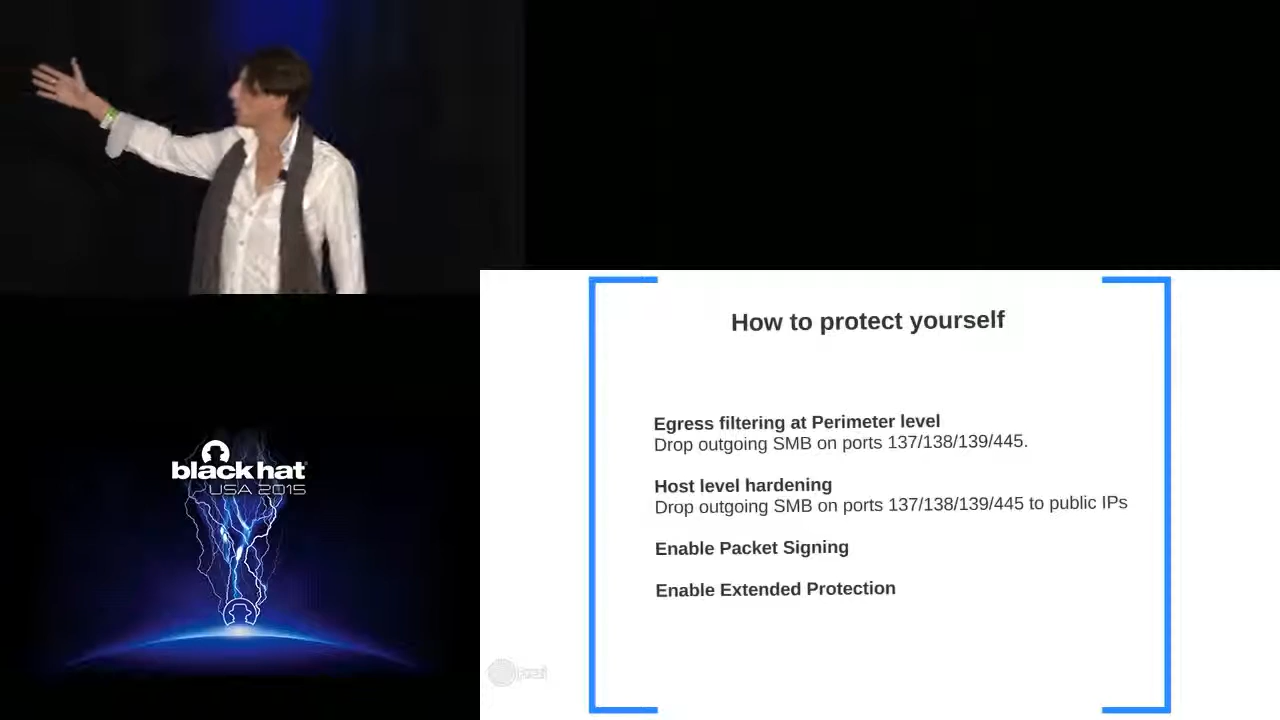 How to protect yourself
Egress filtering at Perimeter level
Drop outgoing SMB on ports 137/138/139/445.
Host level hardening
Drop outgoing SMB on ports 137/138/139/445 to public IPs
Enable Packet Signing
Enable Extended Protection
black hat
USA 2015
Prezi